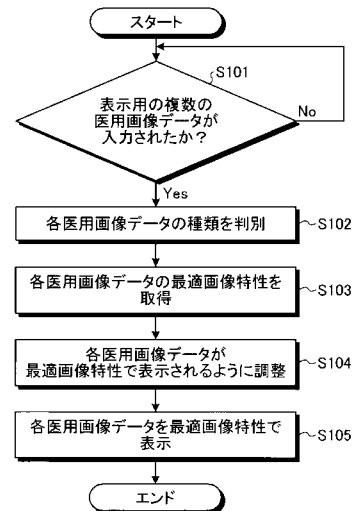 スタート
S101
表示用の複数の
医用画像データが
入力されたか?
No
Yes
各医用画像データの種類を判別
S102
各医用画像データの最適画像特性を
取得
S103
各医用画像データが
最適画像特性で表示されるように調整
S104
各医用画像データを最適画像特性で
表示
S105
エンド